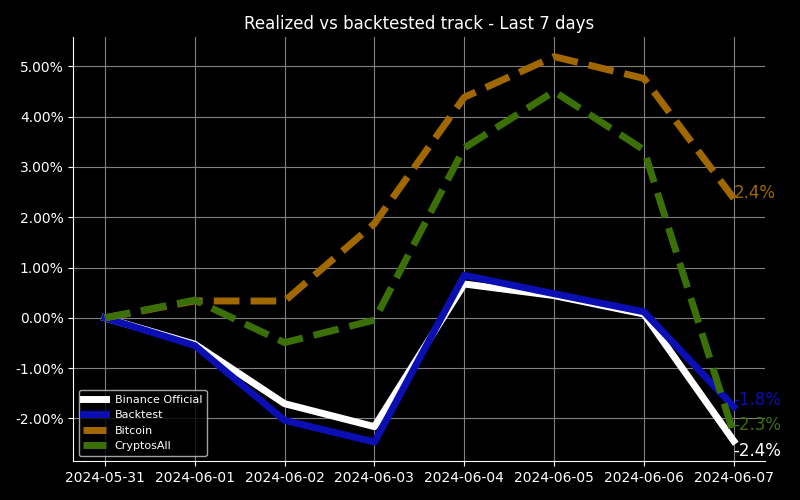 Realized vs backtested track - Last 7 days
5.00%
4.00%
3.00%
2.00%
1.00%
0.00%
-1.00%
-2.00%
2.4%
-1.8%
-2.3%
-2.4%
Binance Official
Backtest
Bitcoin
CryptosAll
2024-05-31 2024-06-01 2024-06-02 2024-06-03 2024-06-04 2024-06-05 2024-06-06 2024-06-07